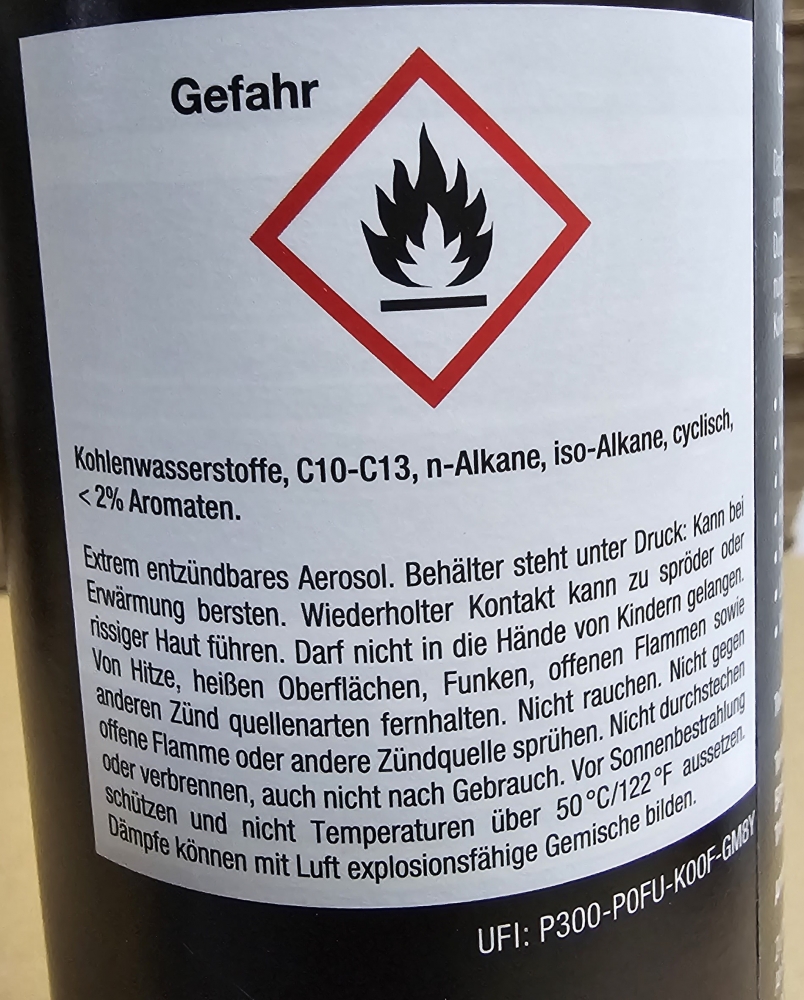 Gefahr
Kohlenwasserstoffe, C10-C13, n-Alkane, iso-Alkane, cyclisch,
< 2% Aromaten.
Extrem entzündbares Aerosol. Behälter steht unter Druck: Kann bei
Erwärmung bersten. Wiederholter Kontakt kann zu spröder oder
rissiger Haut führen. Darf nicht in die Hände von Kindern gelangen.
Von Hitze, heißen Oberflächen, Funken, offenen Flammen sowie
anderen Zünd quellenarten fernhalten. Nicht rauchen. Nicht gegen
offene Flamme oder andere Zündquelle sprühen. Nicht durchstechen
oder verbrennen, auch nicht nach Gebrauch. Vor Sonnenbestrahlung
schützen und nicht Temperaturen über 50 °C/122 °F aussetzen.
Dämpfe können mit Luft explosionsfähige Gemische bilden.
UFI: P300-P0FU-K00F-GM8Y